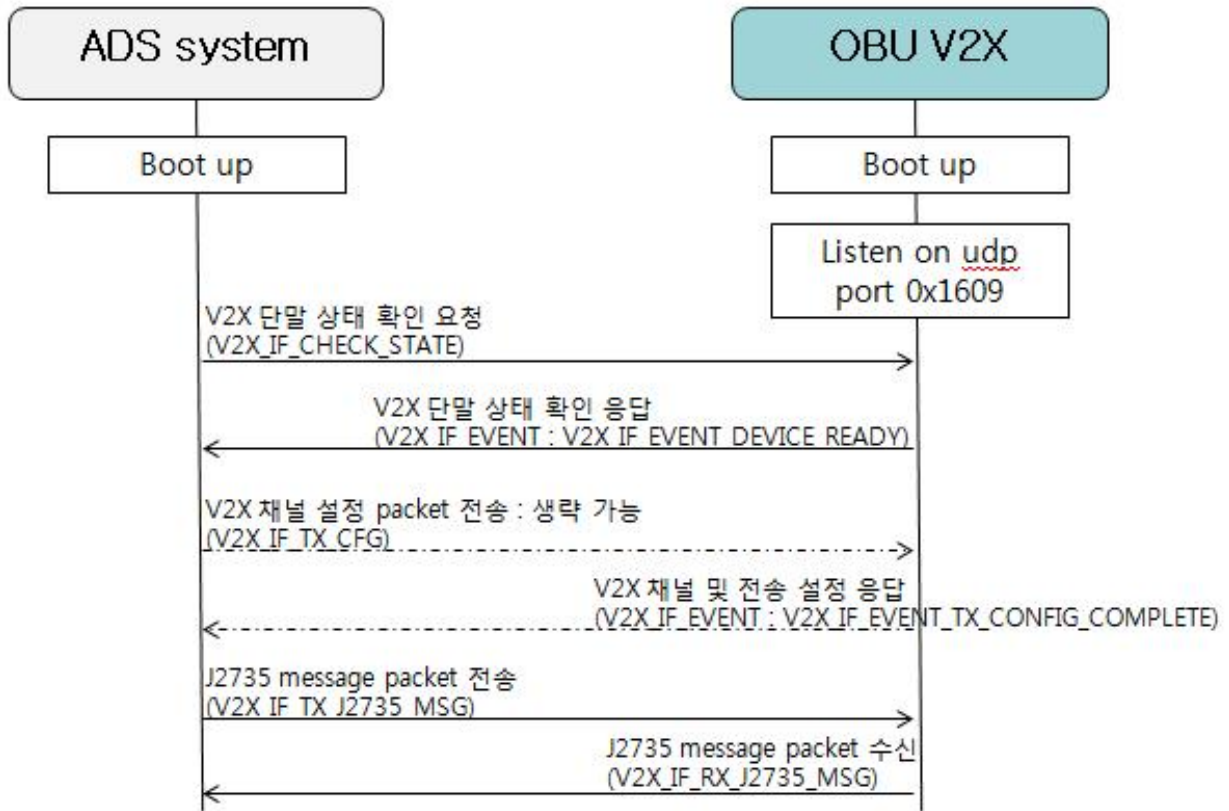 ADS system
OBU V2X
Boot up
Boot up
Listen on udp
port 0x1609
V2X 단말 상태 확인 요청
(V2X_IF_CHECK_STATE)
V2X 단말 상태 확인 응답
(V2X_IF_EVENT : V2X_IF_EVENT_DEVICE_READY)
V2X 채널 설정 packet 전송 : 생략 가능
(V2X_IF_TX_CFG)
V2X 채널 및 전송 설정 응답
(V2X_IF_EVENT : V2X_IF_EVENT_TX_CONFIG_COMPLETE)
J2735 message packet 전송
(V2X_IF_TX_J2735_MSG)
J2735 message packet 수신
(V2X_IF_RX_J2735_MSG)